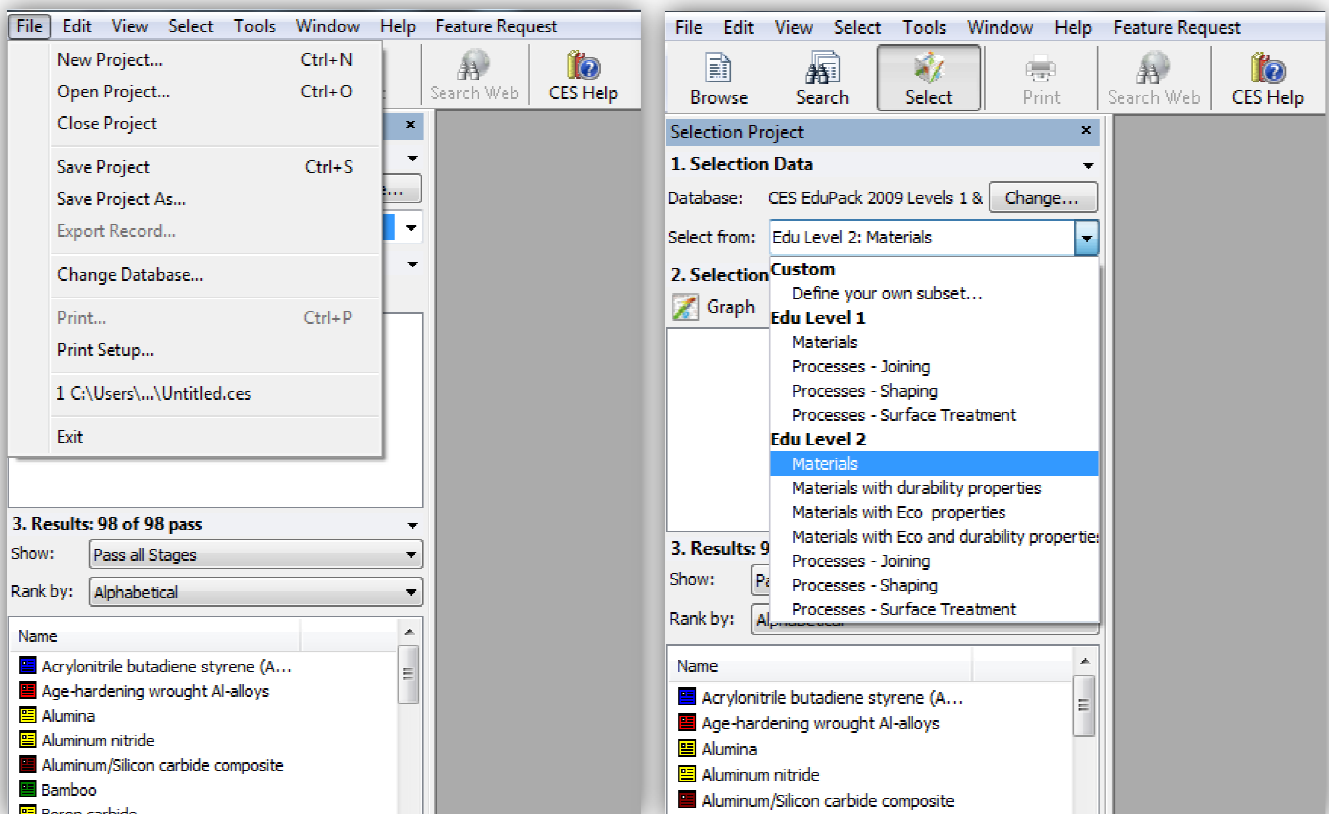 File Edit View Select Tools Window Help Feature Request
New Project... Ctrl+N
Open Project... Ctrl+O
Close Project
Save Project Ctrl+S
Save Project As...
Export Record...
Change Database...
Print... Ctrl+P
Print Setup...
1 C:\Users\...\Untitled.ces
Exit
Search Web
CES Help
3. Results: 98 of 98 pass
Show: Pass all Stages
Rank by: Alphabetical
Name
Acrylonitrile butadiene styrene (A...
Age-hardening wrought Al-alloys
Alumina
Aluminum nitride
Aluminum/Silicon carbide composite
Bamboo
Boron carbide
File Edit View Select Tools Window Help Feature Request
Browse Search Select Print Search Web CES Help
Selection Project
1. Selection Data
Database: CES EduPack 2009 Levels 1 & Change...
Select from: Edu Level 2: Materials
2. Selection
Graph
Custom
Define your own subset...
Edu Level 1
Materials
Processes - Joining
Processes - Shaping
Processes - Surface Treatment
Edu Level 2
Materials
Materials with durability properties
Materials with Eco properties
Materials with Eco and durability properties
Processes - Joining
Processes - Shaping
Processes - Surface Treatment
3. Results: 9
Show: Pa
Rank by: Alphabetical
Name
Acrylonitrile butadiene styrene (A...
Age-hardening wrought Al-alloys
Alumina
Aluminum nitride
Aluminum/Silicon carbide composite